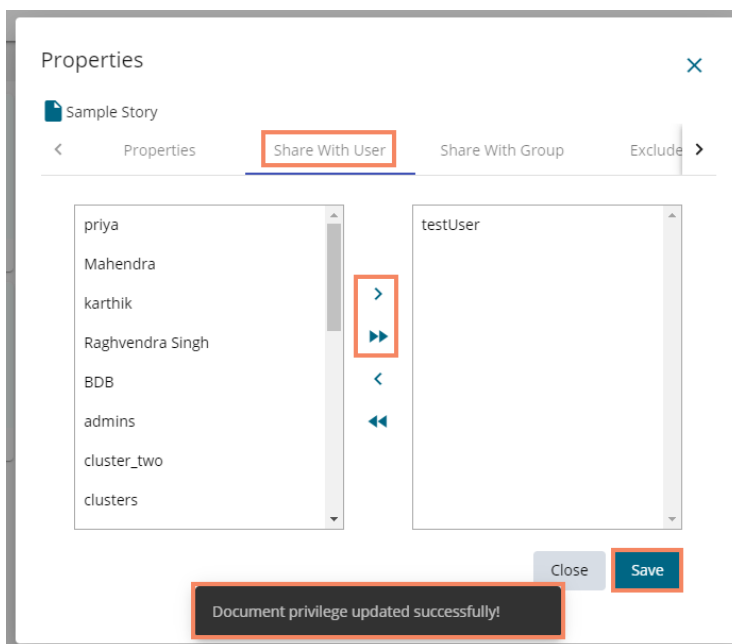 Properties
Sample Story
Properties Share With User Share With Group Exclude
priya
Mahendra
karthik
Raghvendra Singh
BDB
admins
cluster_two
clusters
testUser
Close Save
Document privilege updated successfully!